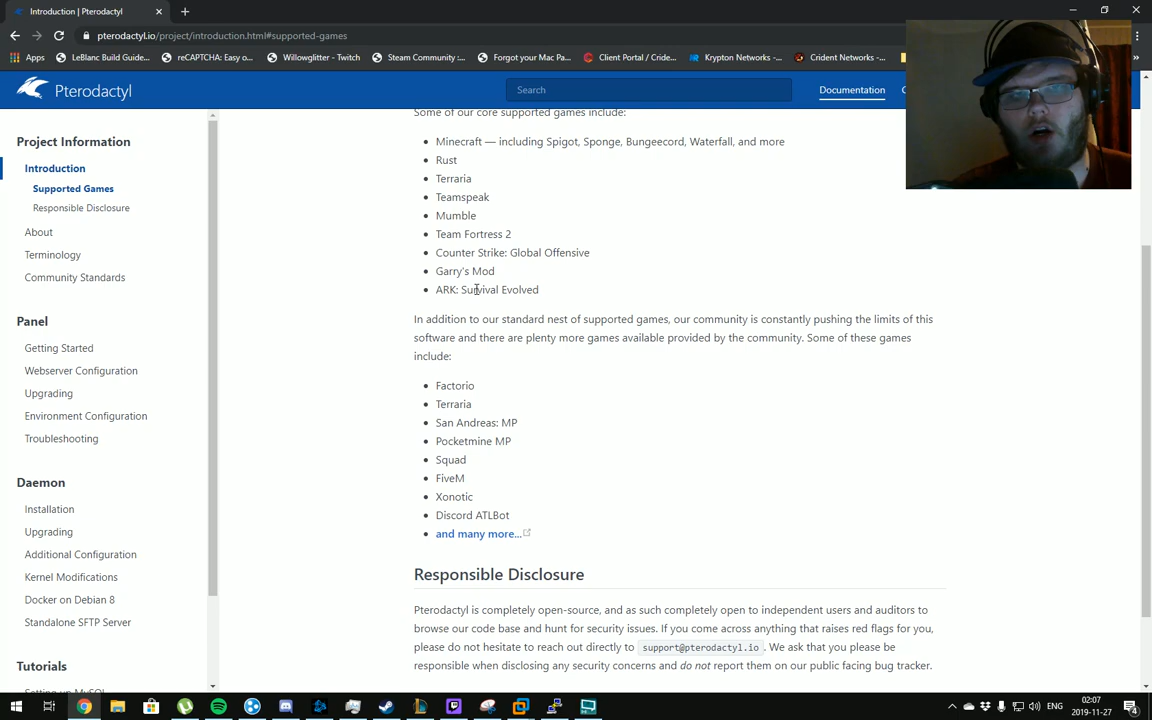 Introduction | Pterodactyl
pterodactyl.io/project/introduction.html#supported-games
Apps
LeBlanc Build Guide...
reCAPTCHA: Easy o...
Willowglitter - Twitch
Steam Community :...
Forgot your Mac Pa...
Client Portal / Cride...
Krypton Networks -...
Crident Networks -...
Pterodactyl
Search
Documentation
Project Information
Introduction
Supported Games
Responsible Disclosure
About
Terminology
Community Standards
Panel
Getting Started
Webserver Configuration
Upgrading
Environment Configuration
Troubleshooting
Daemon
Installation
Upgrading
Additional Configuration
Kernel Modifications
Docker on Debian 8
Standalone SFTP Server
Tutorials
Setting up MySQL
Some of our core supported games include:
Minecraft — including Spigot, Sponge, Bungeecord, Waterfall, and more
Rust
Terraria
Teamspeak
Mumble
Team Fortress 2
Counter Strike: Global Offensive
Garry's Mod
ARK: Survival Evolved
In addition to our standard nest of supported games, our community is constantly pushing the limits of this
software and there are plenty more games available provided by the community. Some of these games
include:
Factorio
Terraria
San Andreas: MP
Pocketmine MP
Squad
FiveM
Xonotic
Discord ATLBot
and many more...
Responsible Disclosure
Pterodactyl is completely open-source, and as such completely open to independent users and auditors to
browse our code base and hunt for security issues. If you come across anything that raises red flags for you,
please do not hesitate to reach out directly to support@pterodactyl.io. We ask that you please be
responsible when disclosing any security concerns and do not report them on our public facing bug tracker.
ENG
02:07
2019-11-27
4